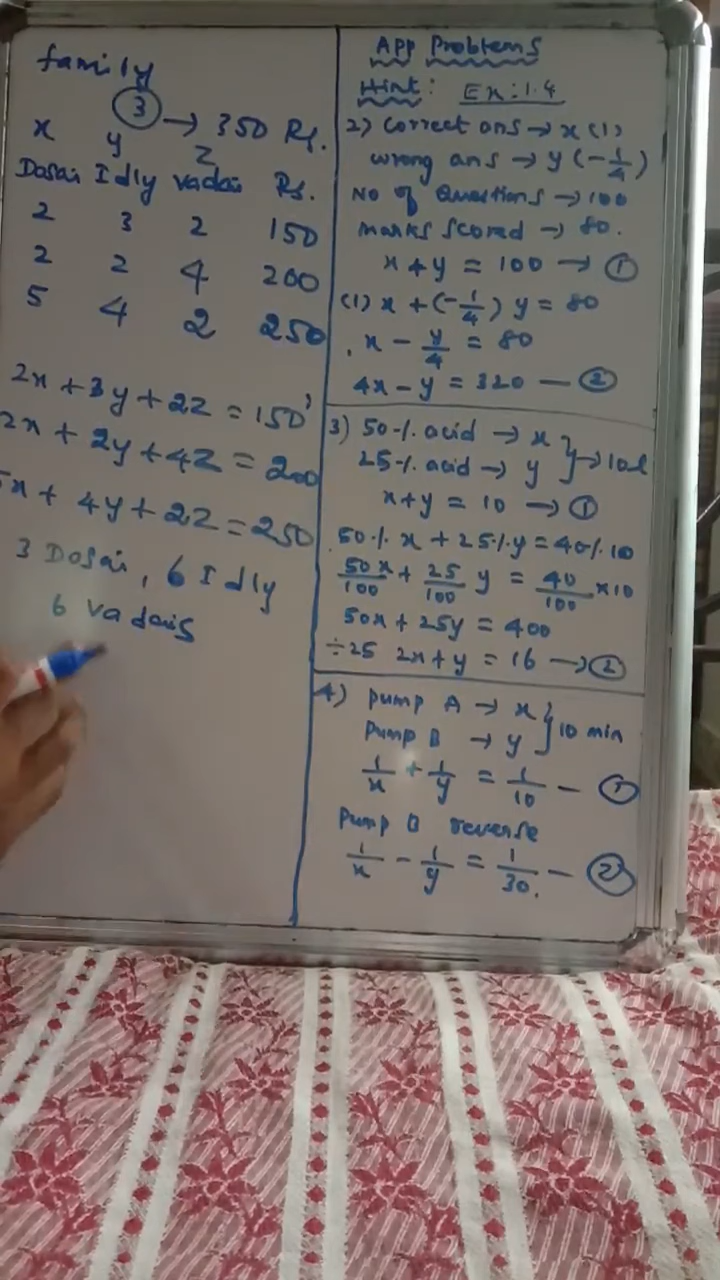 family
3 → 350 Rs.
x y z
Dosai Idly vadai Rs.
2 3 2 150
2 2 4 200
5 4 2 250
2x + 3y + 2z = 150
2x + 2y + 4z = 200
5x + 4y + 2z = 250
3 Dosai, 6 Idly
6 vadais
App Problems
Hint: Ex: 1.4
2) correct ans → x (1)
wrong ans → y (-1/4)
No of Questions → 100
marks scored → 80.
x + y = 100 → ①
(1) x + (-1/4) y = 80
x - y/4 = 80
4x - y = 320 — ②
3) 50 %. acid → x
25 %. acid → y } →10l
x+y = 10 → ①
50 %. x + 25 %. y = 40 %. 10
50x/100 + 25/100 y = 40/100 ×10
50x + 25y = 400
÷25 2x + y = 16 → ②
4) Pump A → x
Pump B → y } 10 min
1/x + 1/y = 1/10 — ①
Pump B reverse
1/x - 1/y = 1/30. — ②